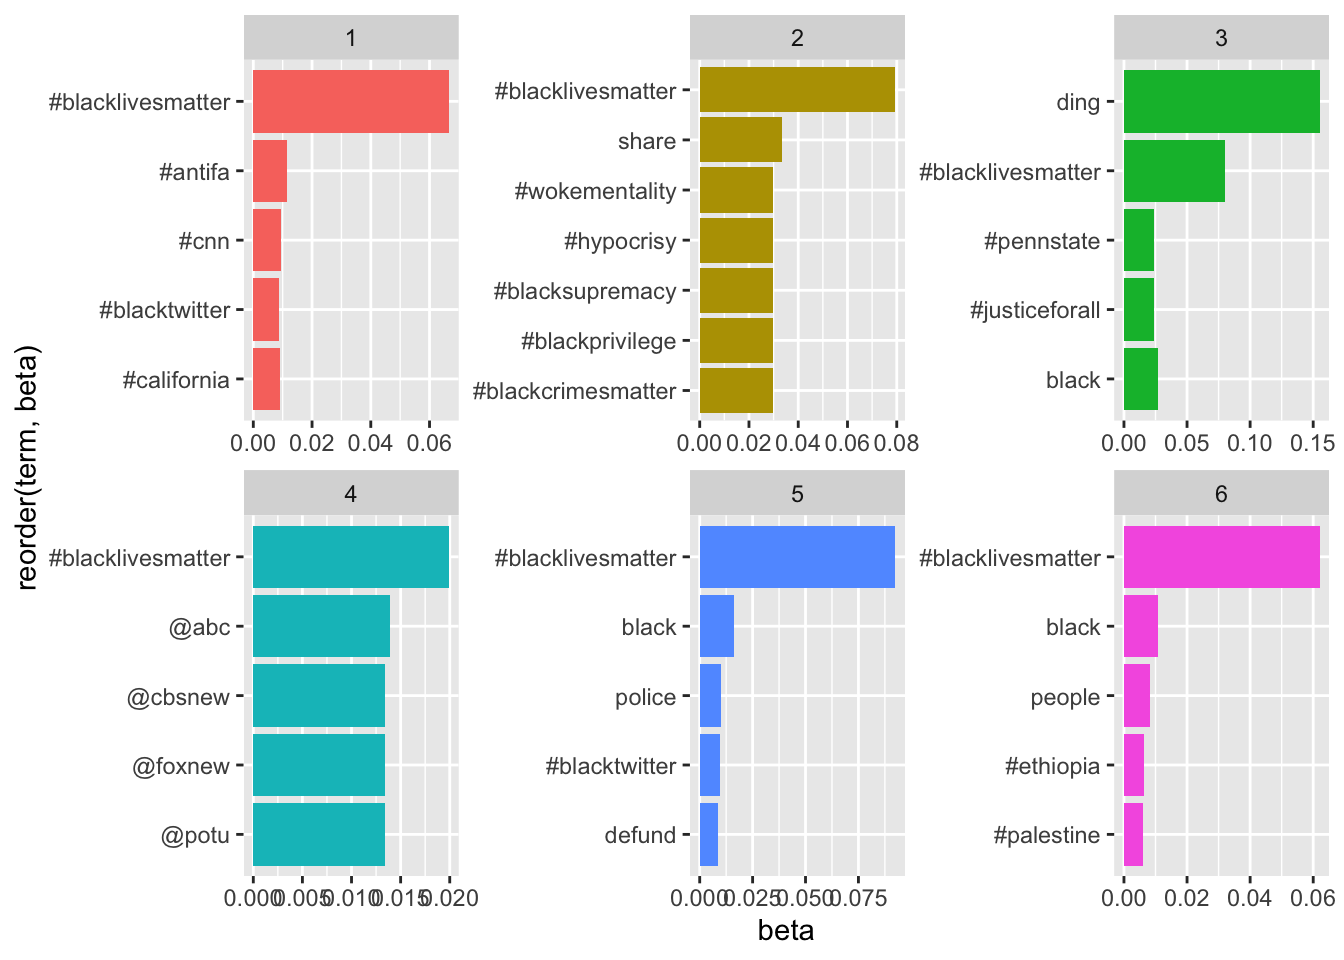 1
#blacklivesmatter
#antifa
#cnn
#blacktwitter
#california
0.00 0.02 0.04 0.06
2
#blacklivesmatter
share
#wokementality
#hypocrisy
#blacksupremacy
#blackprivilege
#blackcrimesmatter
0.00 0.02 0.04 0.06 0.08
3
ding
#blacklivesmatter
#pennstate
#justiceforall
black
0.00 0.05 0.10 0.15
4
#blacklivesmatter
@abc
@cbsnew
@foxnew
@potu
0.000 0.005 0.010 0.015 0.020
5
#blacklivesmatter
black
police
#blacktwitter
defund
0.000 0.025 0.050 0.075
6
#blacklivesmatter
black
people
#ethiopia
#palestine
0.00 0.02 0.04 0.06
reorder(term, beta)
beta